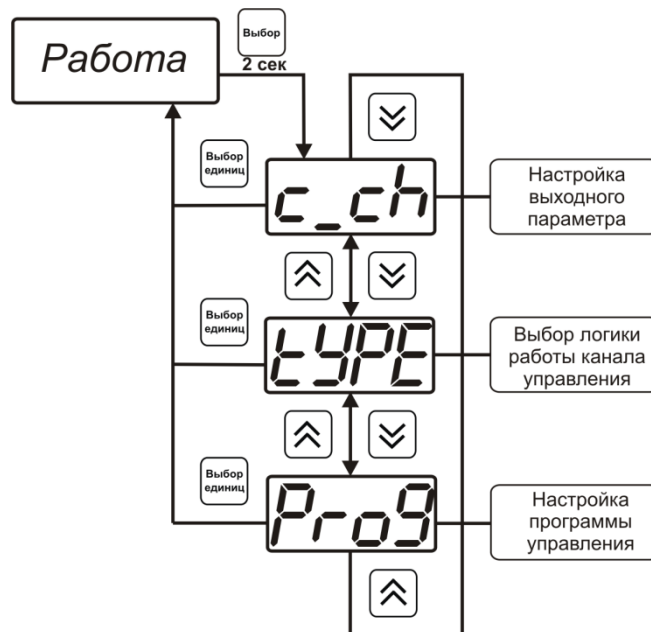 Работа
Выбор
2 сек
Выбор
единиц
c_ch
Настройка
выходного
параметра
Выбор
единиц
tYPE
Выбор логики
работы канала
управления
Выбор
единиц
Prog
Настройка
программы
управления